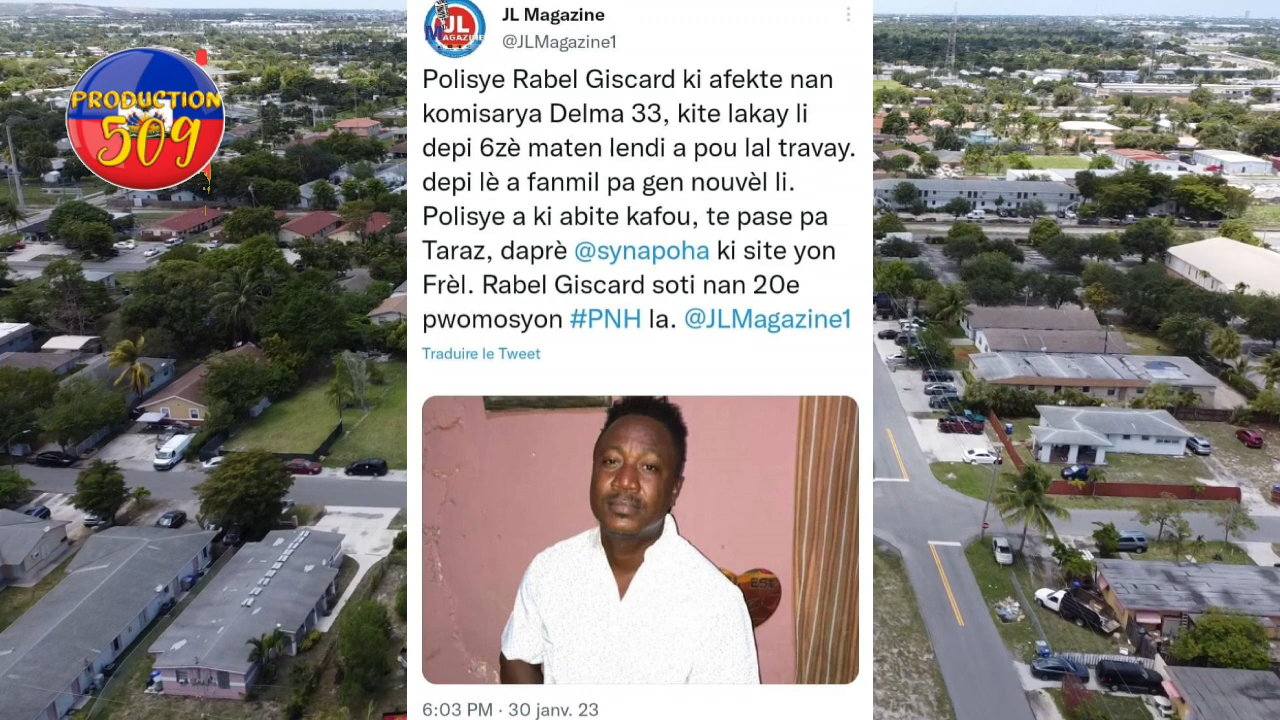 PRODUCTION
509
JL
MAGAZINE
JL Magazine
@JLMagazine1
Polisye Rabel Giscard ki afekte nan
komisarya Delma 33, kite lakay li
depi 6zè maten lendi a pou lal travay.
depi lè a fanmil pa gen nouvèl li.
Polisye a ki abite kafou, te pase pa
Taraz, daprè @synapoha ki site yon
Frèl. Rabel Giscard soti nan 20e
pwomosyon #PNH la. @JLMagazine1
Traduire le Tweet
6:03 PM · 30 janv. 23